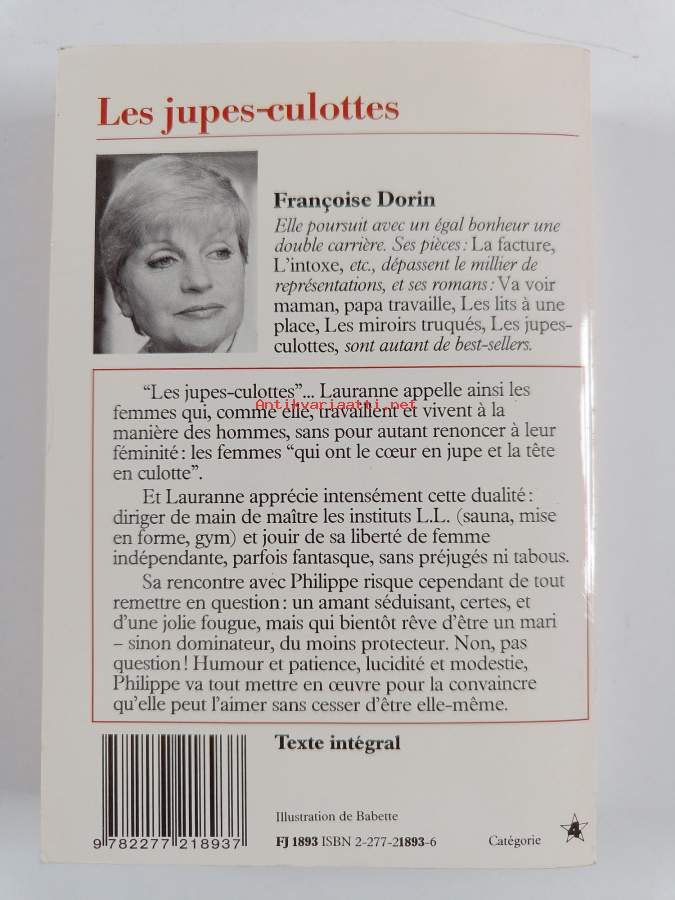 Les jupes-culottes
Françoise Dorin
Elle poursuit avec un égal bonheur une
double carrière. Ses pièces : La facture,
L'intoxe, etc., dépassent le millier de
représentations, et ses romans : Va voir
maman, papa travaille, Les lits à une
place, Les miroirs truqués, Les jupes-
culottes, sont autant de best-sellers.
“Les jupes-culottes”... Lauranne appelle ainsi les
Antikvariaatti.net
femmes qui, comme elle, travaillent et vivent à la
manière des hommes, sans pour autant renoncer à leur
féminité : les femmes “qui ont le cœur en jupe et la tête
en culotte”.
Et Lauranne apprécie intensément cette dualité :
diriger de main de maître les instituts L.L. (sauna, mise
en forme, gym) et jouir de sa liberté de femme
indépendante, parfois fantasque, sans préjugés ni tabous.
Sa rencontre avec Philippe risque cependant de tout
remettre en question : un amant séduisant, certes, et
d'une jolie fougue, mais qui bientôt rêve d'être un mari
– sinon dominateur, du moins protecteur. Non, pas
question ! Humour et patience, lucidité et modestie,
Philippe va tout mettre en œuvre pour la convaincre
qu'elle peut l'aimer sans cesser d'être elle-même.
Texte intégral
Illustration de Babette
9 782277 218937
FJ 1893 ISBN 2-277-21893-6
Catégorie 4